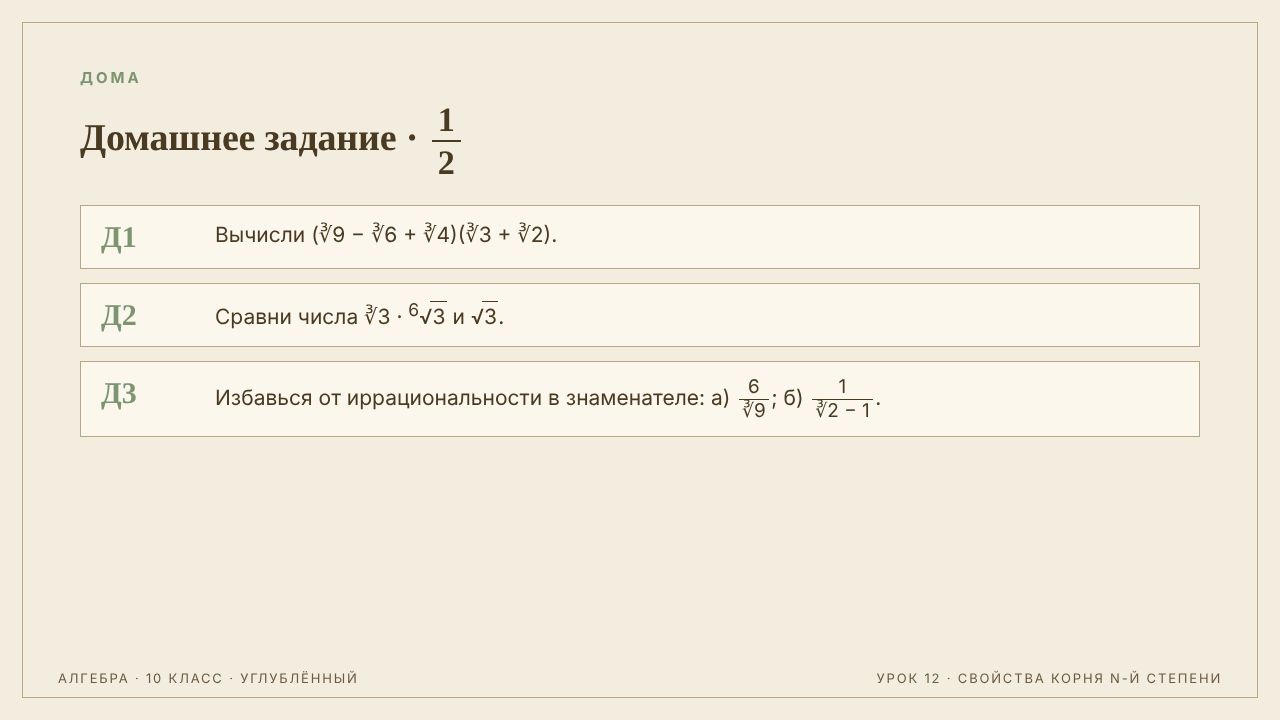 ДОМА
Домашнее задание · 1/2
Д1 Вычисли (∛9 − ∛6 + ∛4)(∛3 + ∛2).
Д2 Сравни числа ∛3 · ⁶√3 и √3.
Д3 Избавься от иррациональности в знаменателе: а) 6/∛9; б) 1/(∛2 − 1).
АЛГЕБРА · 10 КЛАСС · УГЛУБЛЁННЫЙ
УРОК 12 · СВОЙСТВА КОРНЯ N-Й СТЕПЕНИ